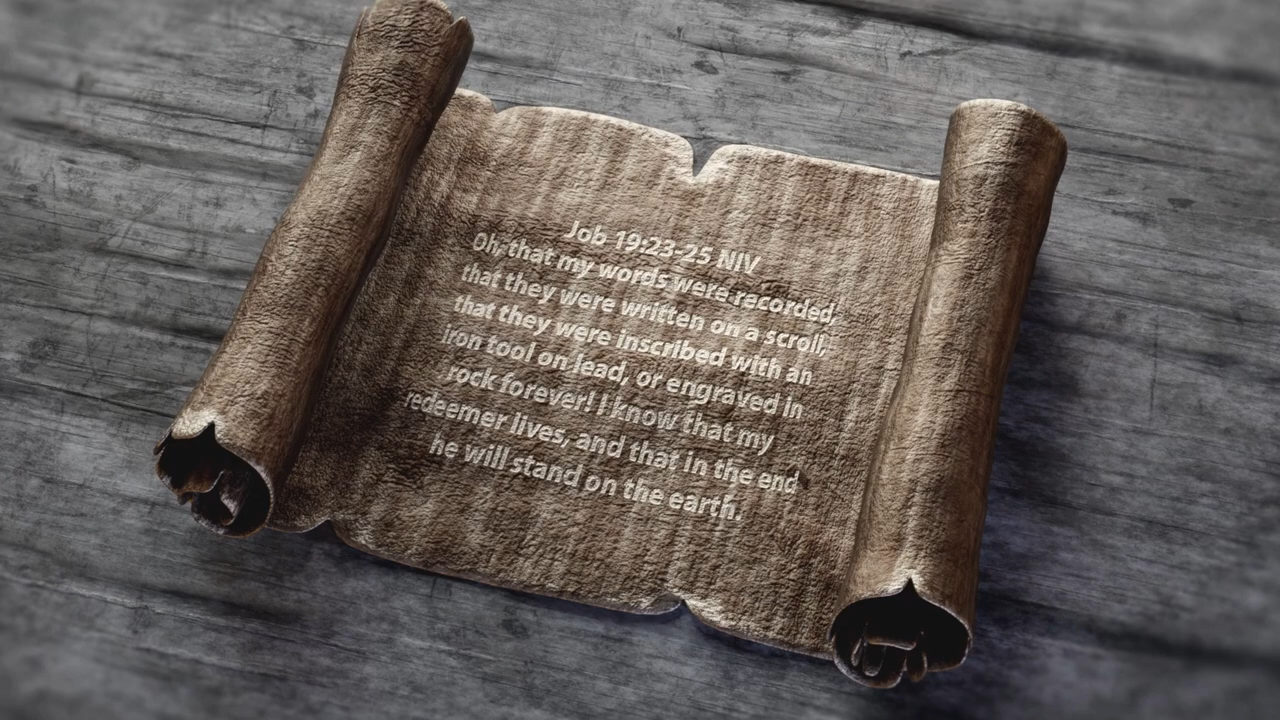 Job 19:23-25 NIV
Oh, that my words were recorded,
that they were written on a scroll,
that they were inscribed with an
iron tool on lead, or engraved in
rock forever! I know that my
redeemer lives, and that in the end
he will stand on the earth.